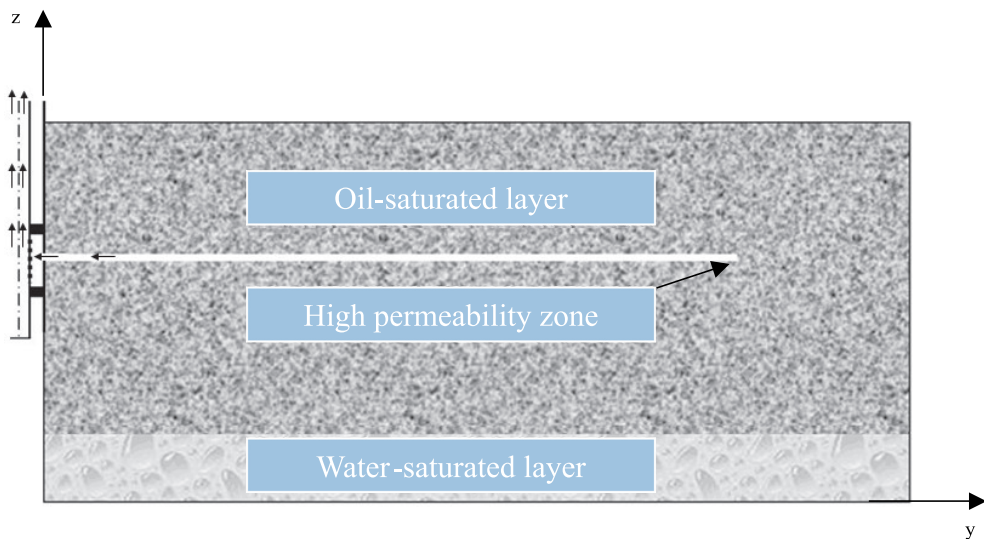 z
Oil-saturated layer
High permeability zone
Water-saturated layer
y